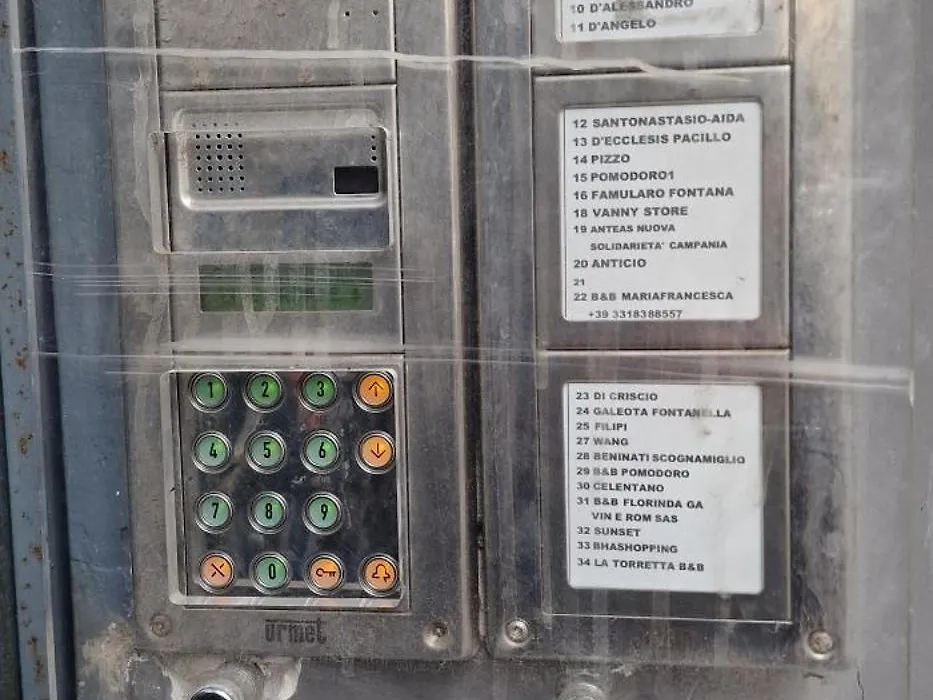 10 D'ALESSANDRO
11 D'ANGELO
12 SANTONASTASIO-AIDA
13 D'ECCLESIS PACILLO
14 PIZZO
15 POMODORO1
16 FAMULARO FONTANA
18 VANNY STORE
19 ANTEAS NUOVA
SOLIDARIETA' CAMPANIA
20 ANTICIO
21
22 B&B MARIAFRANCESCA
+39 3318388557
23 DI CRISCIO
24 GALEOTA FONTANELLA
25 FILIPI
27 WANG
28 BENINATI SCOGNAMIGLIO
29 B&B POMODORO
30 CELENTANO
31 B&B FLORINDA GA
VIN E ROM SAS
32 SUNSET
33 BHASHOPPING
34 LA TORRETTA B&B
1 2 3
4 5 6
7 8 9
0
urmet